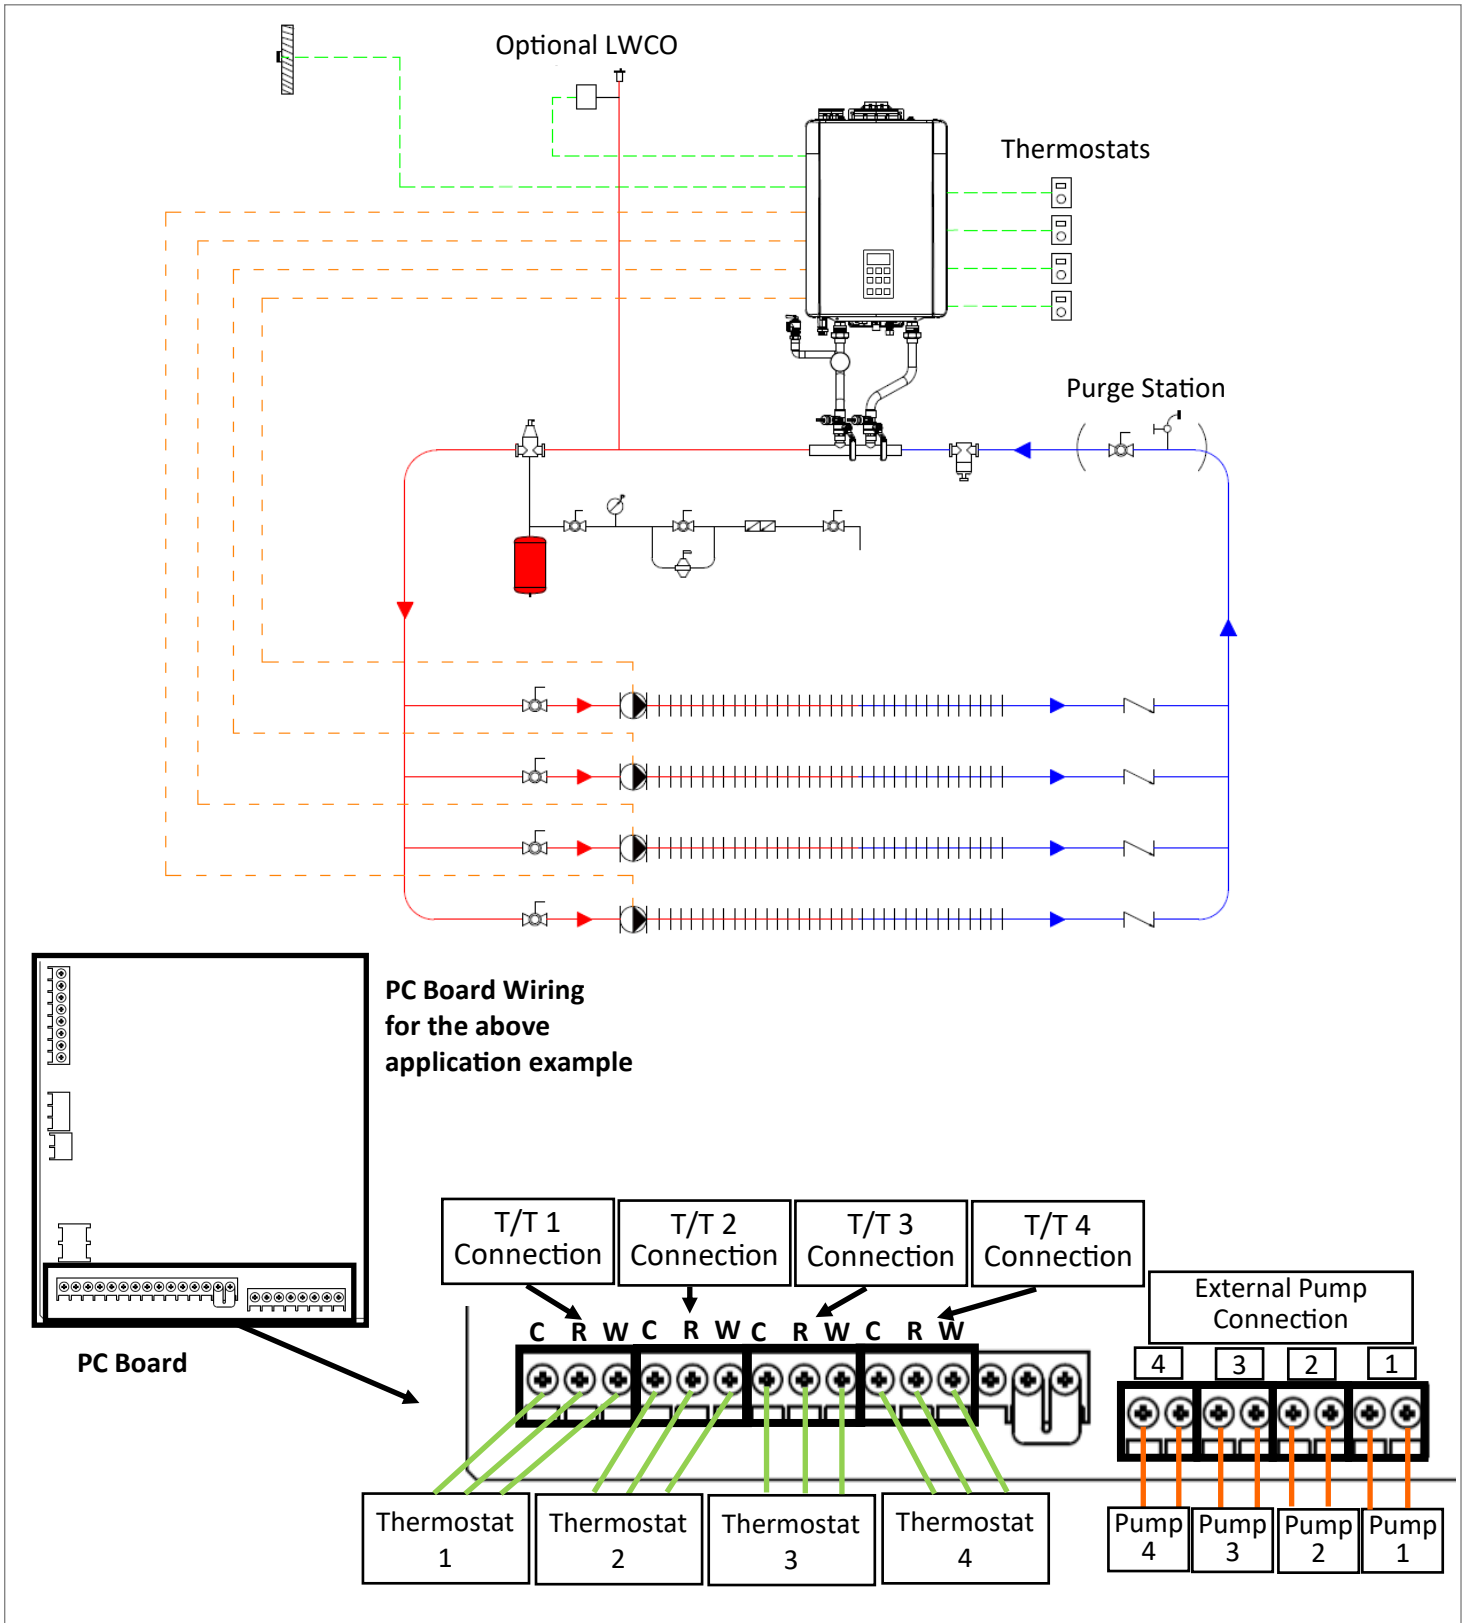 Optional LWCO
Thermostats
Purge Station
PC Board Wiring
for the above
application example
PC Board
T/T 1
Connection
T/T 2
Connection
T/T 3
Connection
T/T 4
Connection
External Pump
Connection
C R W C R W C R W C R W
4 3 2 1
Thermostat
1
Thermostat
2
Thermostat
3
Thermostat
4
Pump
4
Pump
3
Pump
2
Pump
1